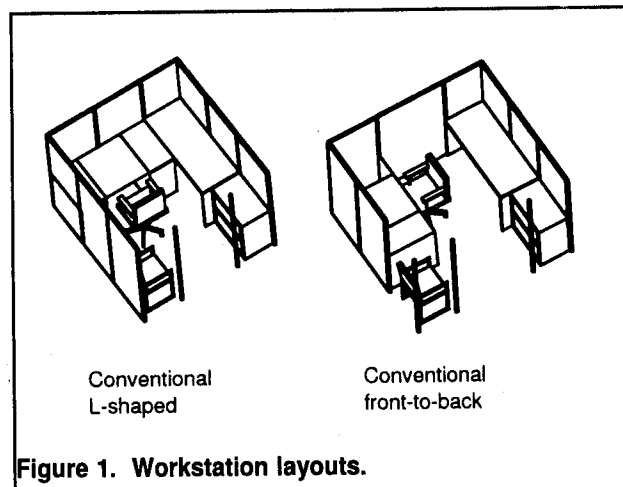 Conventional
L-shaped
Conventional
front-to-back
Figure 1. Workstation layouts.